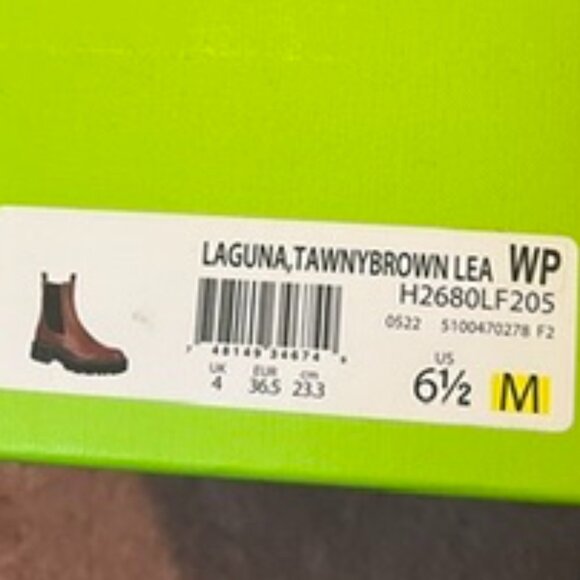 LAGUNA,TAWNYBROWN LEA WP
H2680LF205
0522 5100470278 F2
7 48149 34674 9
UK EUR cm
4 36.5 23.3
US
6½ M